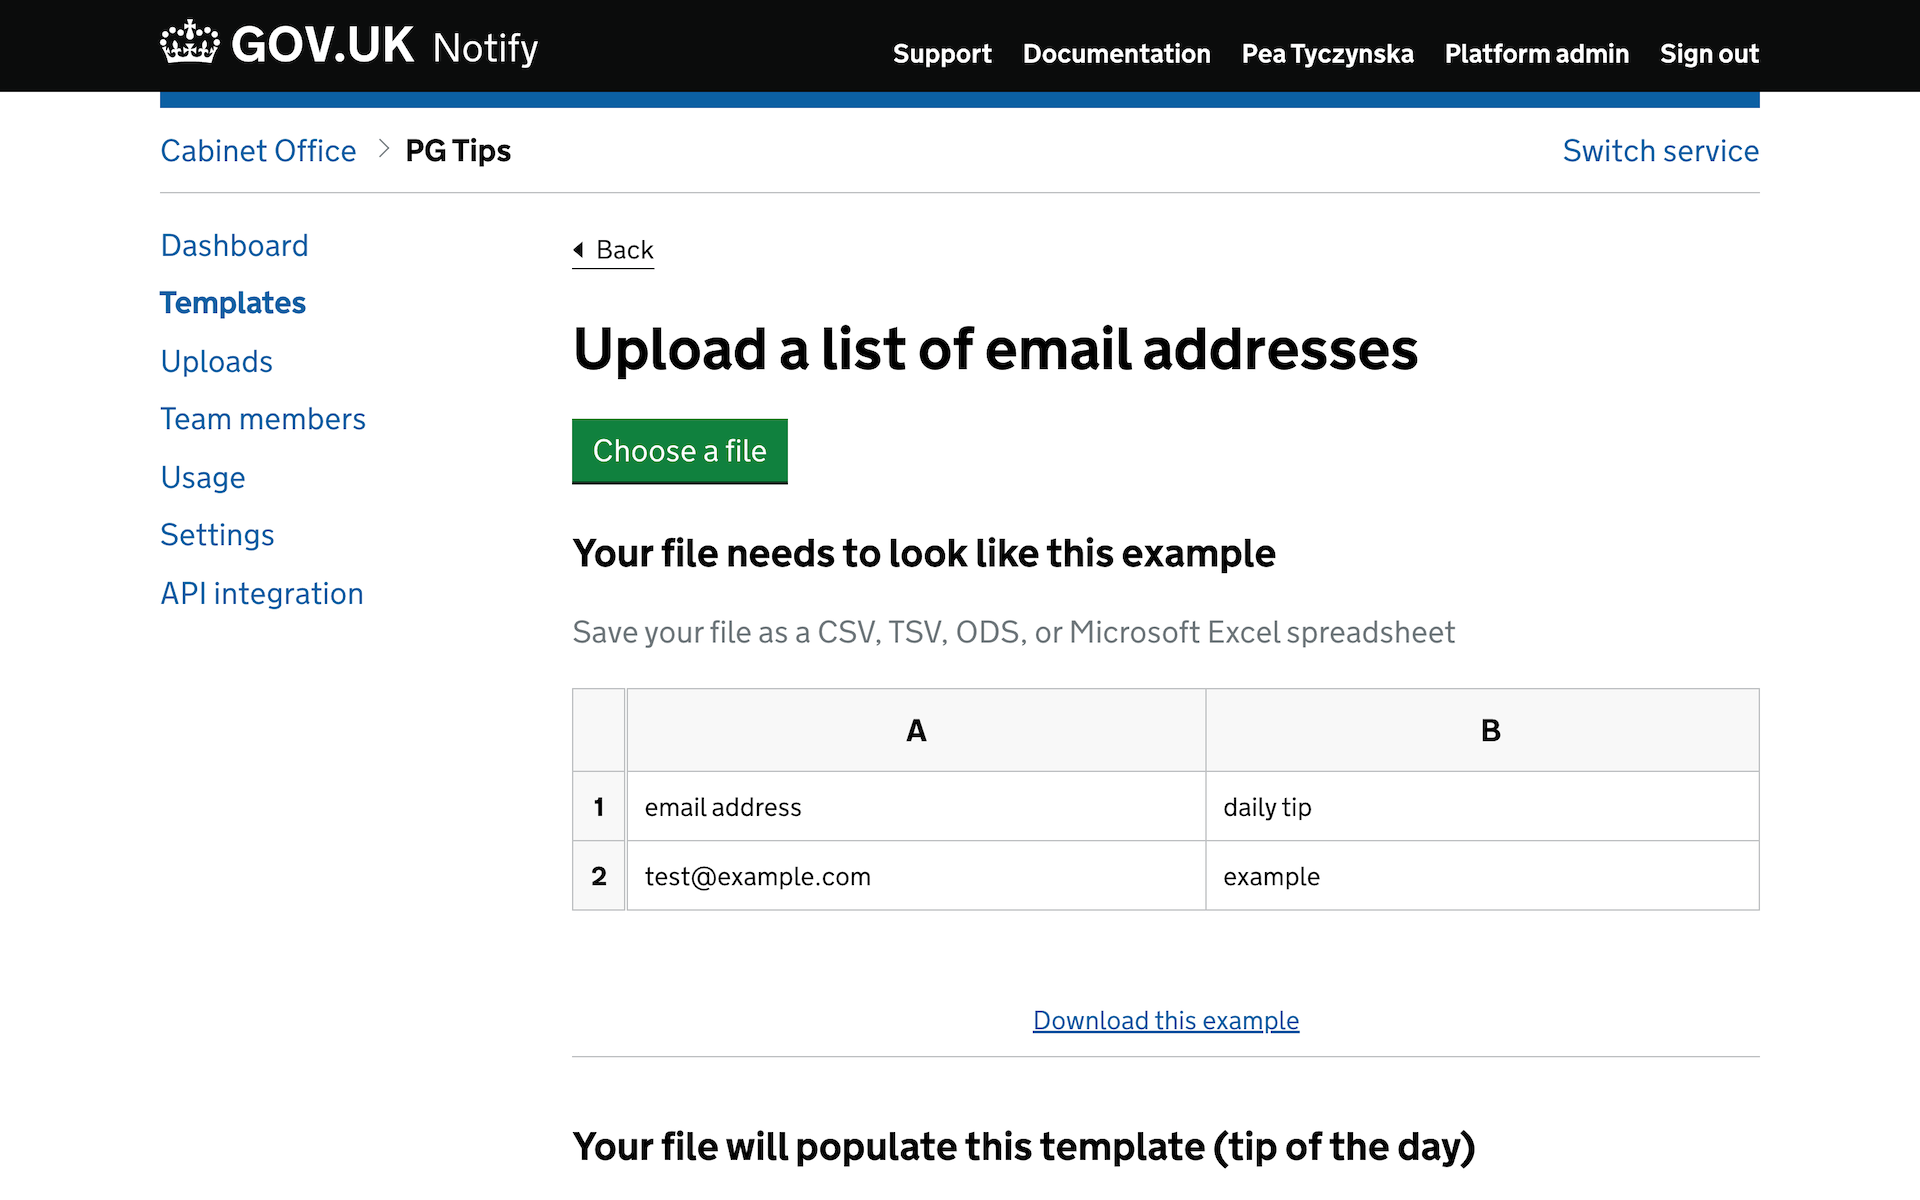 GOV.UK Notify
Support Documentation Pea Tyczynska Platform admin Sign out
Cabinet Office PG Tips Switch service
Dashboard
Templates
Uploads
Team members
Usage
Settings
API integration
Back
Upload a list of email addresses
Choose a file
Your file needs to look like this example
Save your file as a CSV, TSV, ODS, or Microsoft Excel spreadsheet
A B
1 email address daily tip
2 test@example.com example
Download this example
Your file will populate this template (tip of the day)